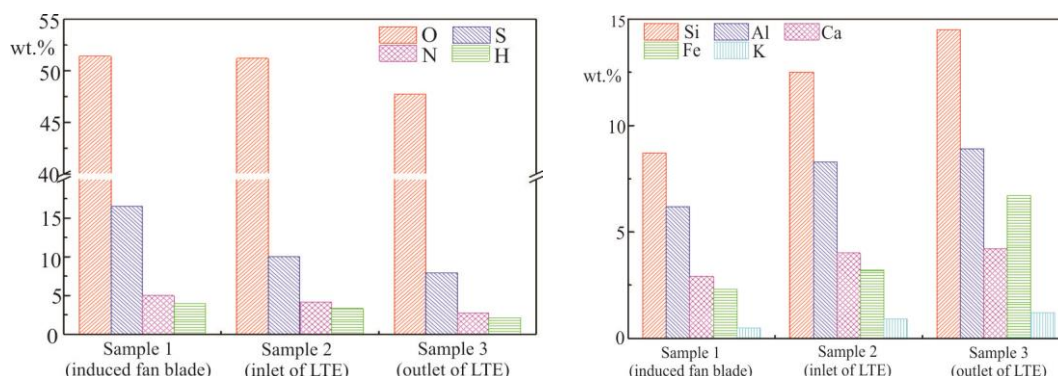 55
wt.%
50
45
40
15
10
5
0
O S
N H
Sample 1 Sample 2 Sample 3
(induced fan blade) (inlet of LTE) (outlet of LTE)
15
wt.%
10
5
0
Si Al Ca
Fe K
Sample 1 Sample 2 Sample 3
(induced fan blade) (inlet of LTE) (outlet of LTE)